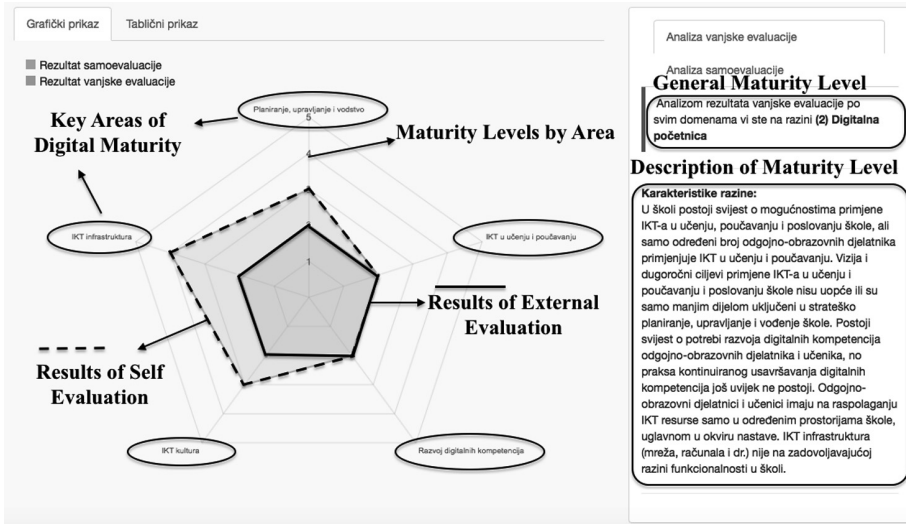 Grafički prikaz
Tablični prikaz
Rezultat samoevaluacije
Rezultat vanjske evaluacije
Planiranje, upravljanje i vodstvo
5
4
1
Key Areas of
Digital Maturity
Maturity Levels by Area
IKT infrastruktura
IKT u učenju i poučavanju
Results of External
Evaluation
Results of Self
Evaluation
IKT kultura
Razvoj digitalnih kompetencija
Analiza vanjske evaluacije
Analiza samoevaluacije
General Maturity Level
Analizom rezultata vanjske evaluacije po
svim domenama vi ste na razini (2) Digitalna
početnica
Description of Maturity Level
Karakteristike razine:
U školi postoji svijest o mogućnostima primjene
IKT-a u učenju, poučavanju i poslovanju škole, ali
samo određeni broj odgojno-obrazovnih djelatnika
primjenjuje IKT u učenju i poučavanju. Vizija i
dugoročni ciljevi primjene IKT-a u učenju i
poučavanju i poslovanju škole nisu uopće ili su
samo manjim dijelom uključeni u strateško
planiranje, upravljanje i vođenje škole. Postoji
svijest o potrebi razvoja digitalnih kompetencija
odgojno-obrazovnih djelatnika i učenika, no
praksa kontinuiranog usavršavanja digitalnih
kompetencija još uvijek ne postoji. Odgojno-
obrazovni djelatnici i učenici imaju na raspolaganju
IKT resurse samo u određenim prostorijama škole,
uglavnom u okviru nastave. IKT infrastruktura
(mreža, računala i dr.) nije na zadovoljavajućoj
razini funkcionalnosti u školi.